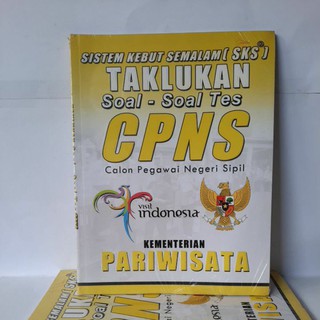 SISTEM KEBUT SEMALAM ( SKS )
TAKLUKAN
Soal - Soal Tes
CPNS
Calon Pegawai Negeri Sipil
visit
indonesia
KEMENTERIAN
PARIWISATA